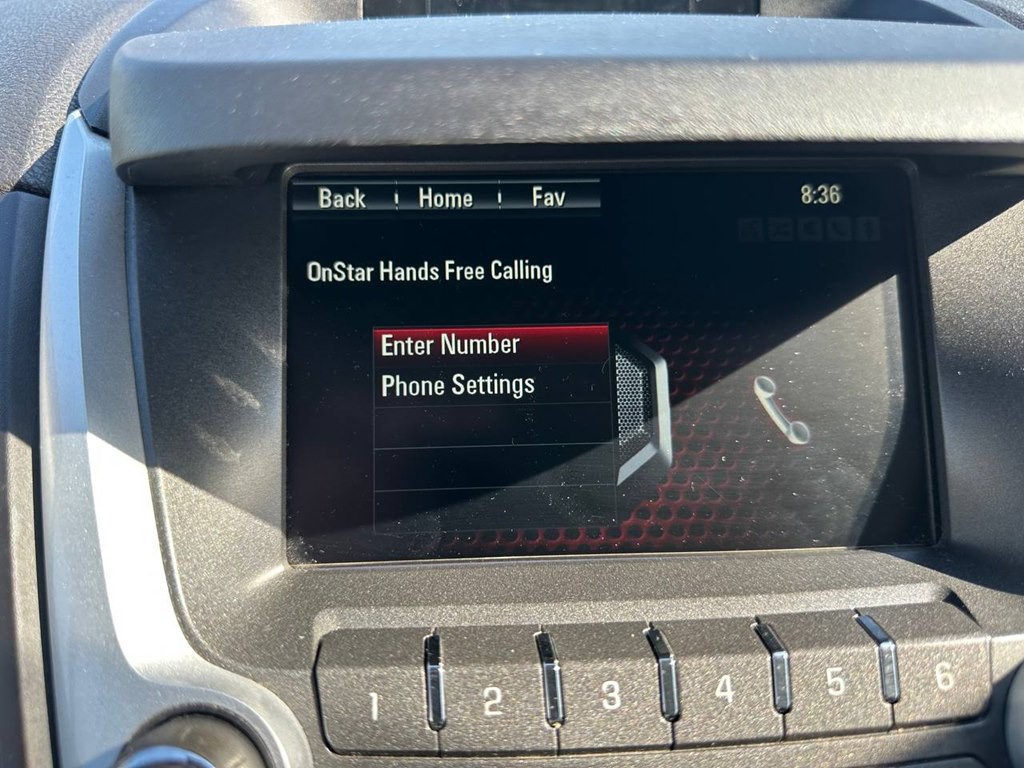 Back Home Fav
8:36
OnStar Hands Free Calling
Enter Number
Phone Settings
1 2 3 4 5 6